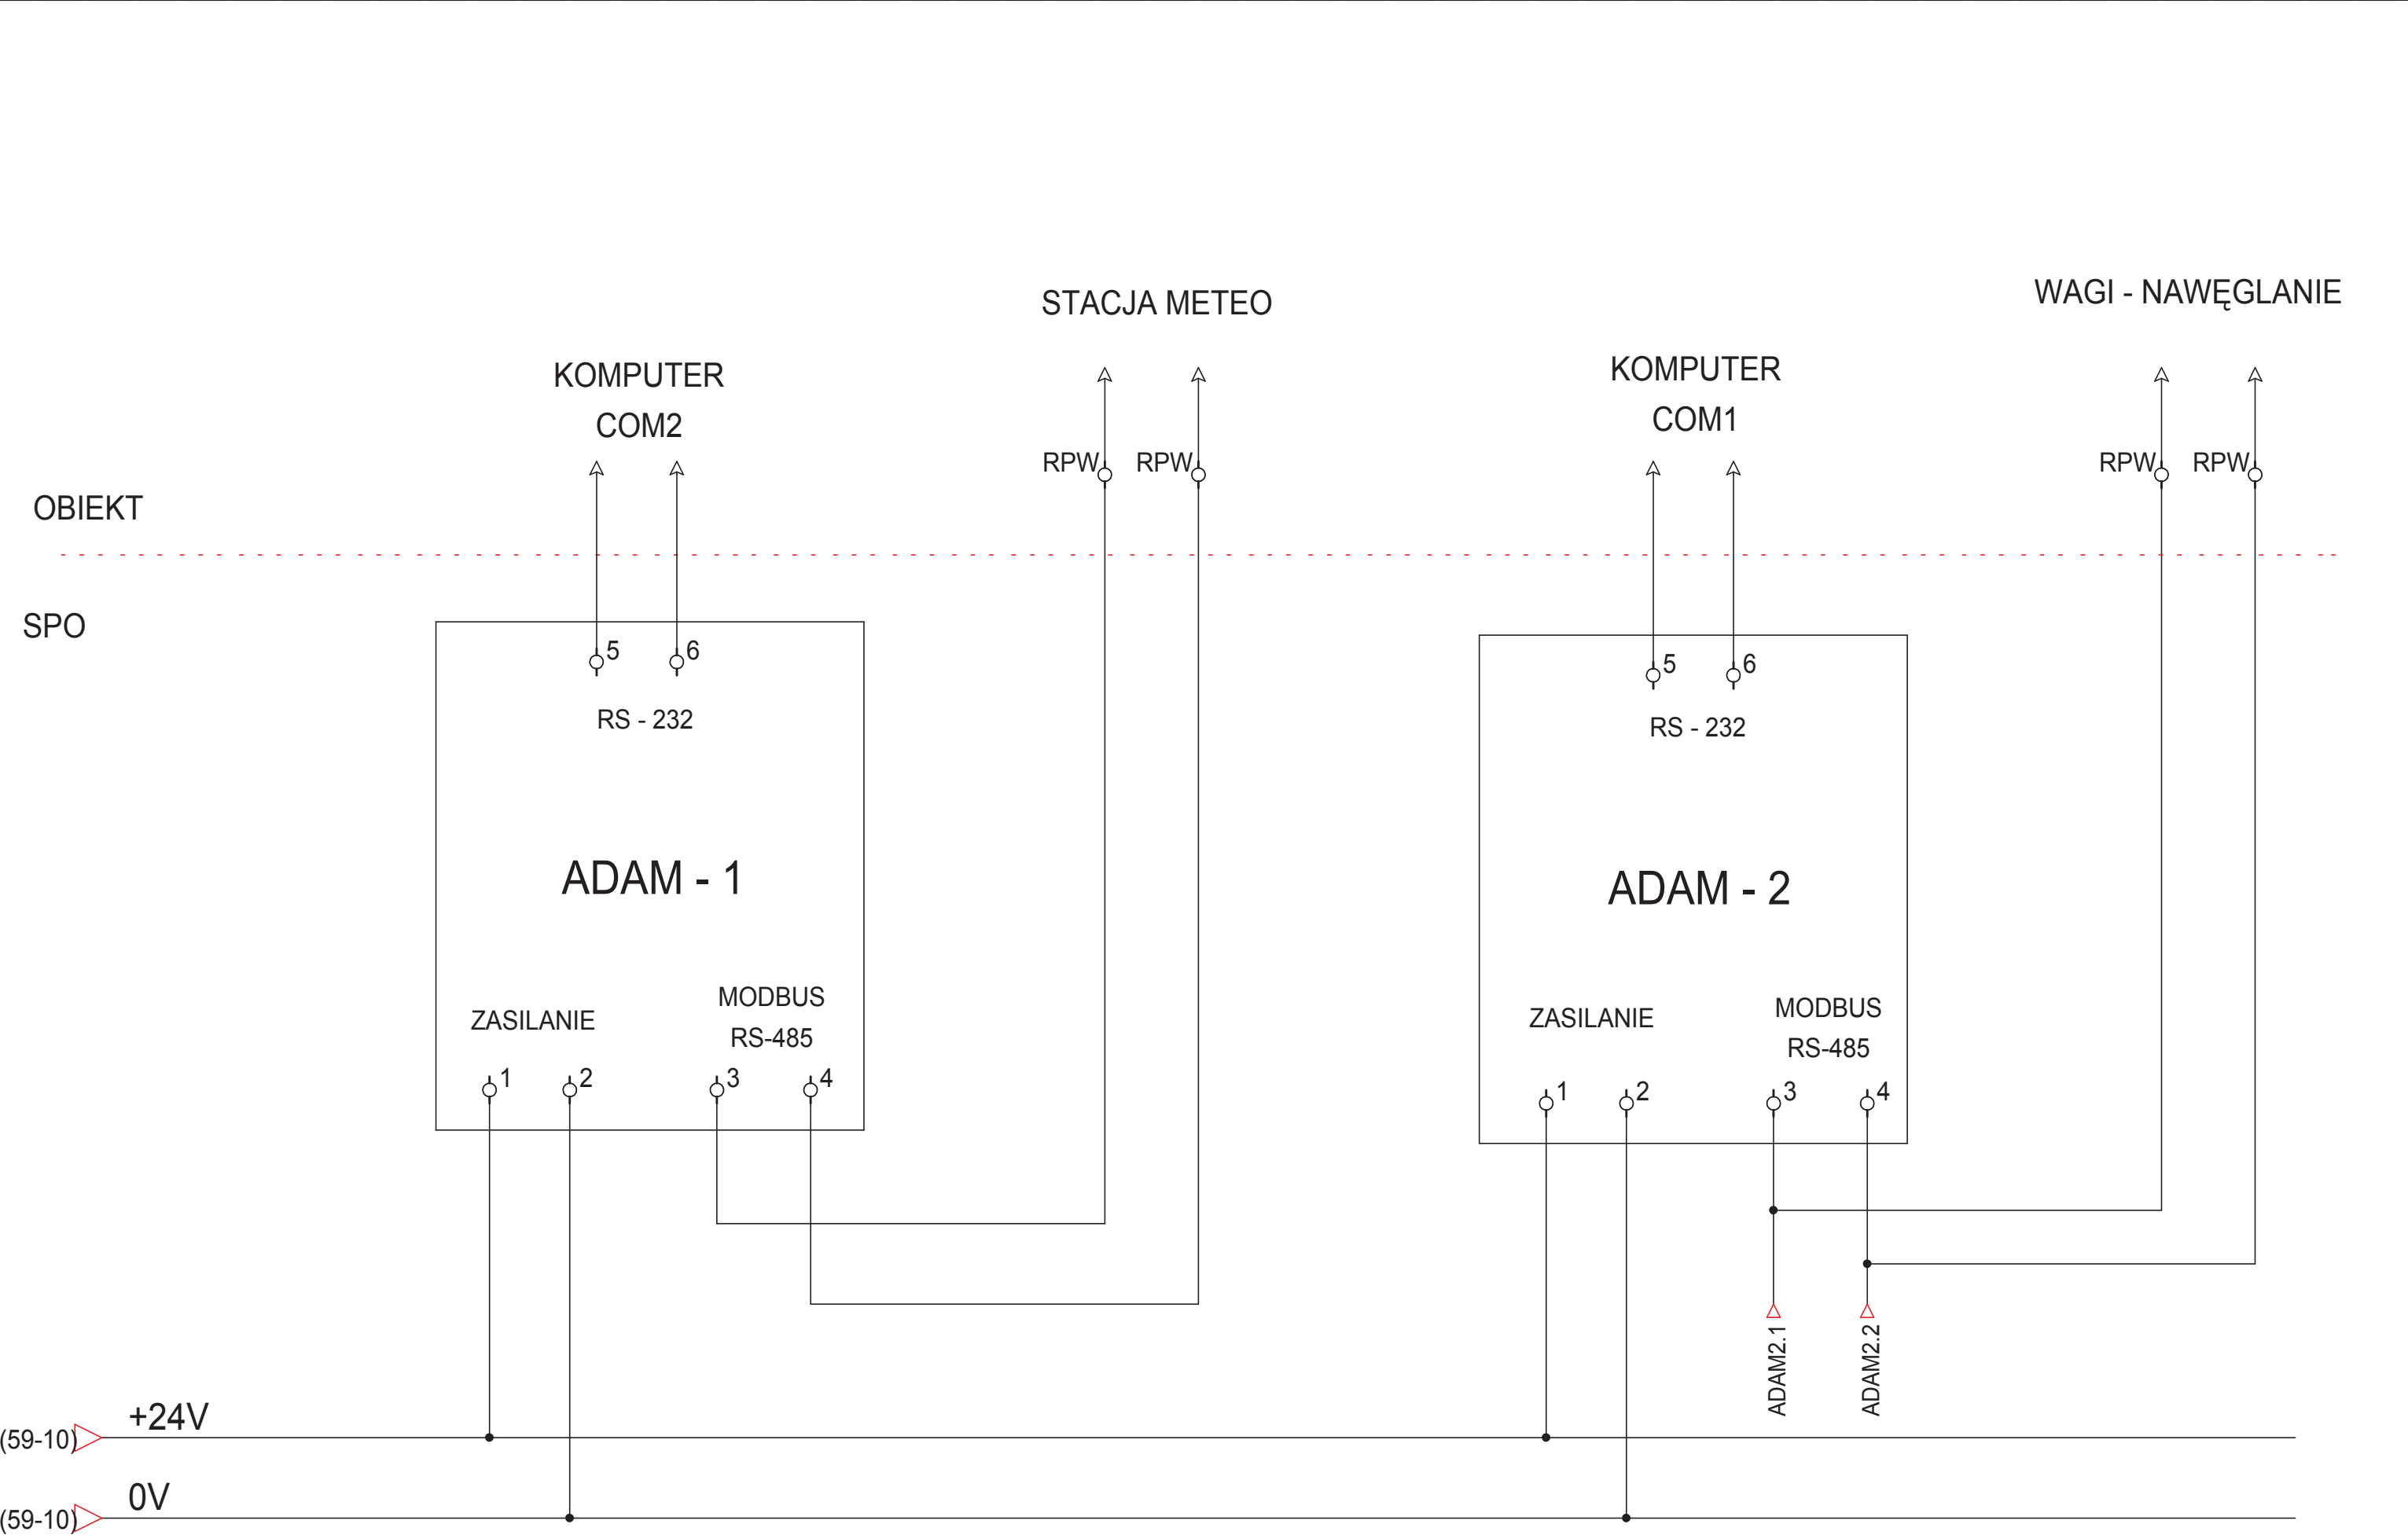 STACJA METEO
WAGI - NAWĘGLANIE
KOMPUTER
COM2
KOMPUTER
COM1
RPW
RPW
RPW
RPW
OBIEKT
SPO
5
6
RS - 232
5
6
RS - 232
ADAM - 1
ADAM - 2
ZASILANIE
MODBUS
RS-485
1
2
3
4
ZASILANIE
MODBUS
RS-485
1
2
3
4
ADAM2.1
ADAM2.2
+24V
(59-10)
0V
(59-10)